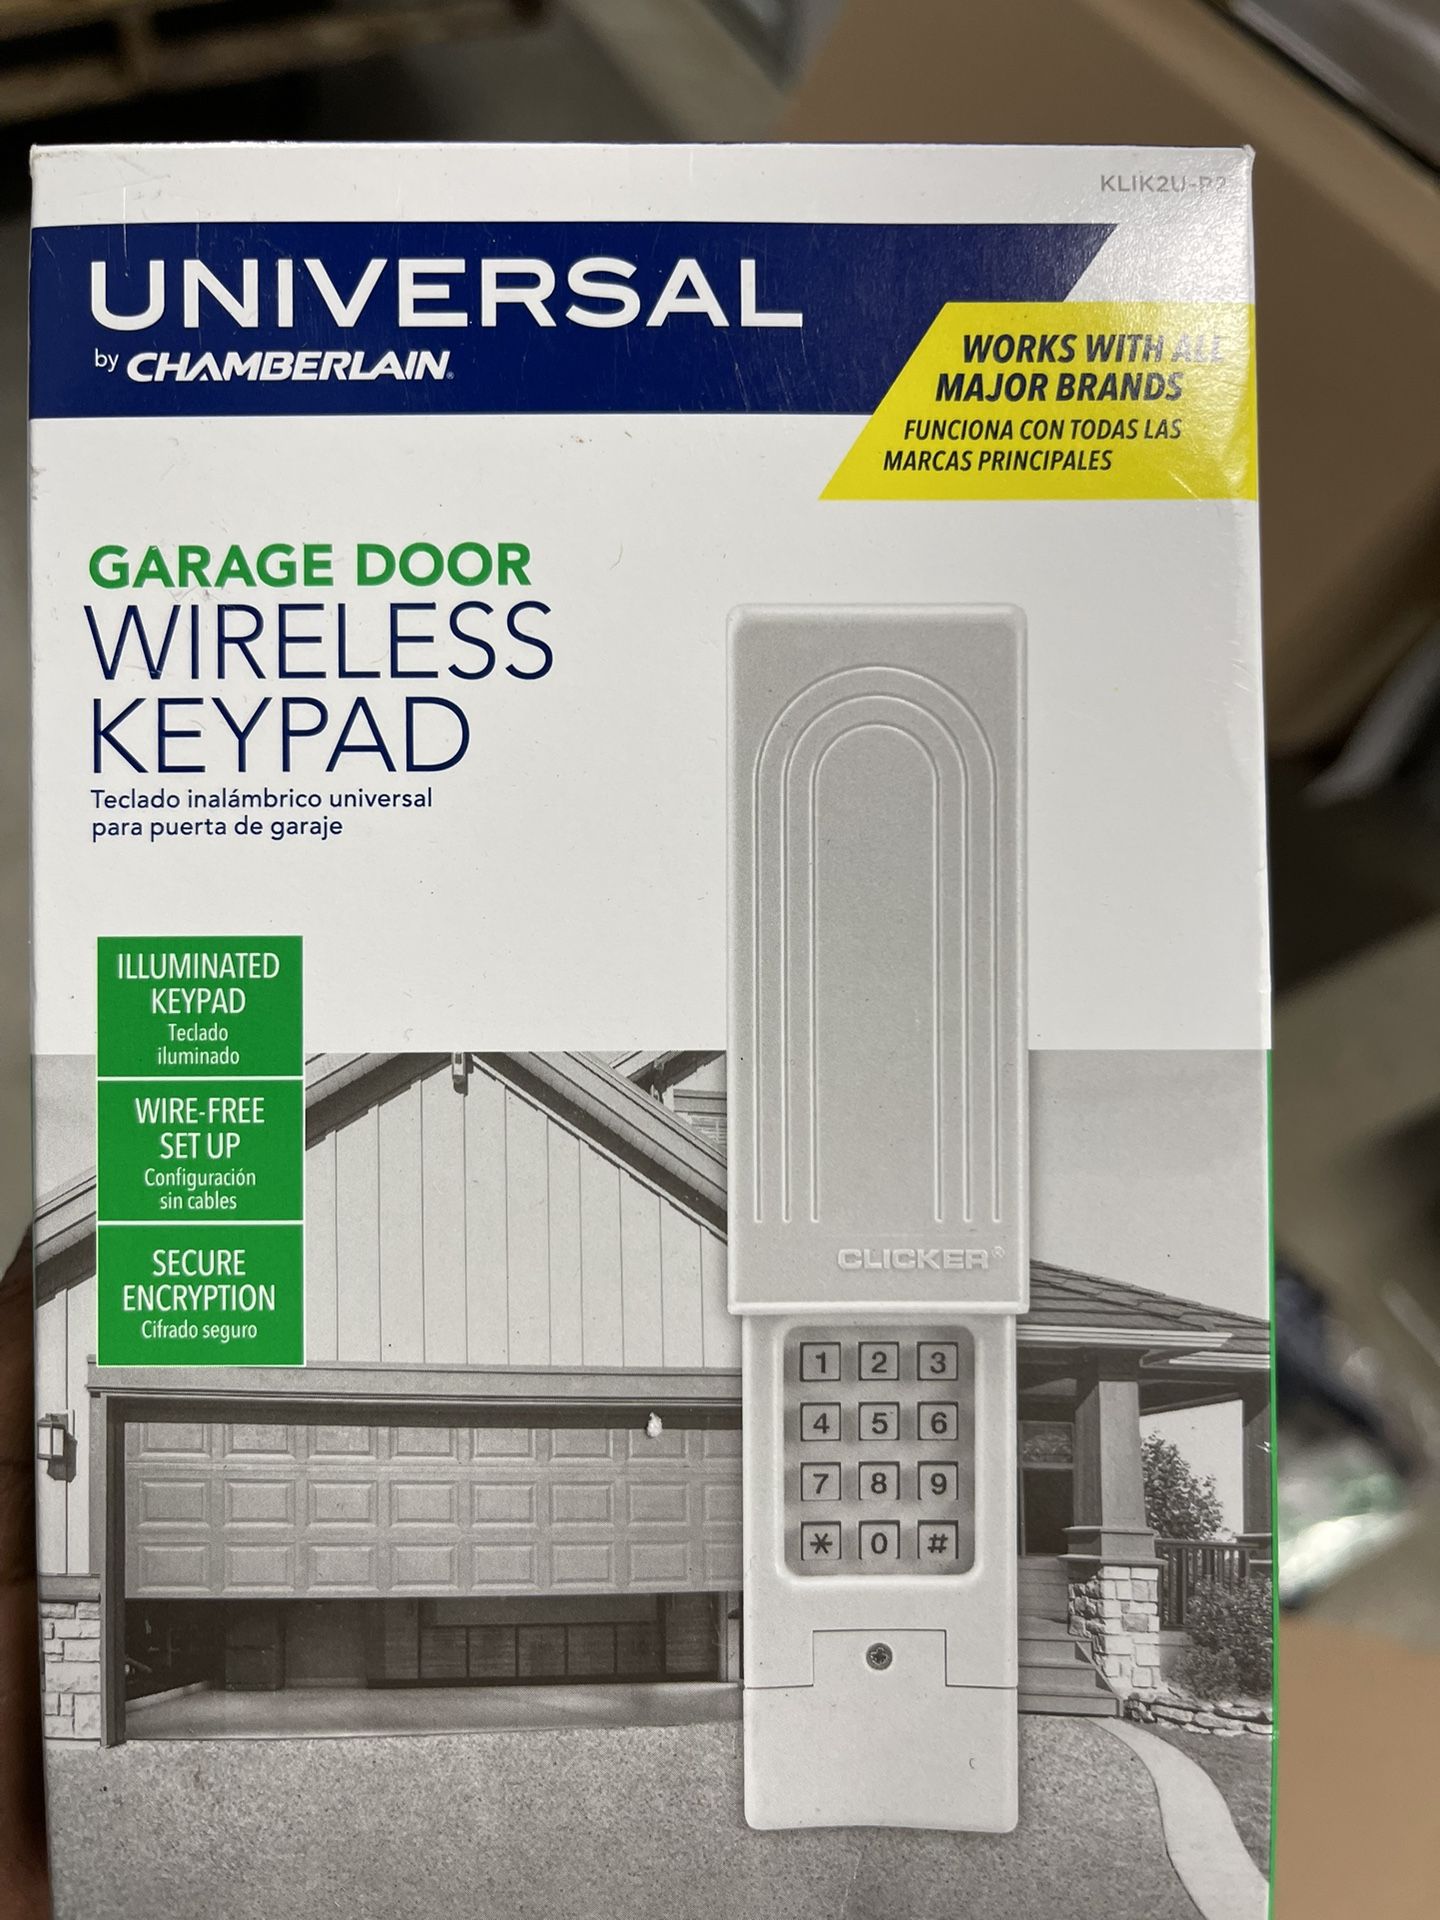 KLIK2U-P2
UNIVERSAL
by CHAMBERLAIN®
WORKS WITH ALL
MAJOR BRANDS
FUNCIONA CON TODAS LAS
MARCAS PRINCIPALES
GARAGE DOOR
WIRELESS
KEYPAD
Teclado inalámbrico universal
para puerta de garaje
ILLUMINATED
KEYPAD
Teclado
iluminado
WIRE-FREE
SET UP
Configuración
sin cables
SECURE
ENCRYPTION
Cifrado seguro
CLICKER®
1 2 3
4 5 6
7 8 9
* 0 #